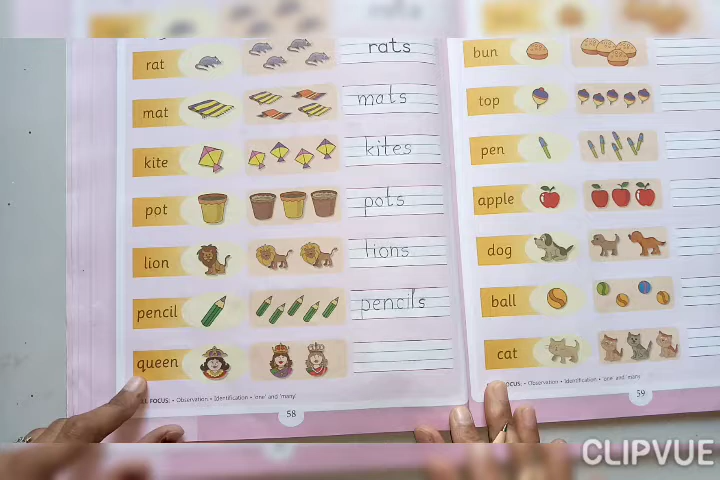 rat rats
mat mats
kite kites
pot pots
lion lions
pencil pencils
queen
FOCUS: • Observation • Identification • 'one' and 'many'
58
bun
top
pen
apple
dog
ball
cat
FOCUS: • Observation • Identification • 'one' and 'many'
59
CLIPVUE